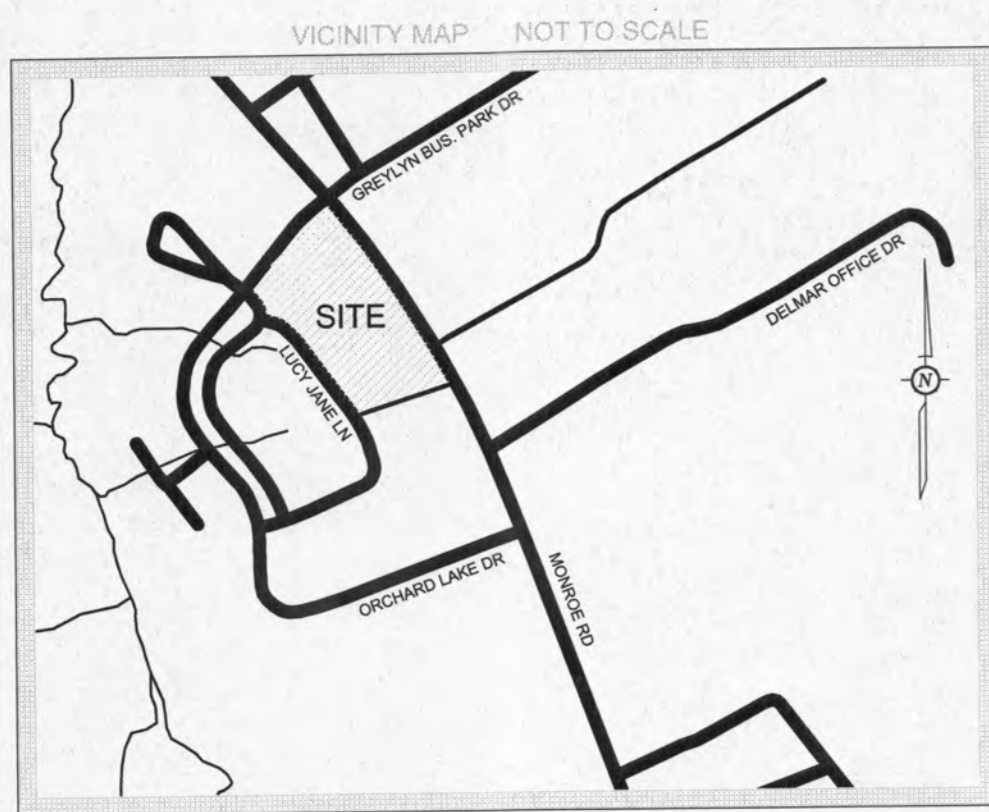 VICINITY MAP NOT TO SCALE
GREYLYN BUS. PARK DR
DELMAR OFFICE DR
SITE
LUCY JANE LN
N
ORCHARD LAKE DR
MONROE RD